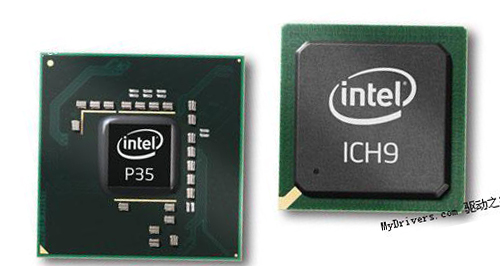 intel
P35
intel
ICH9
MyDrivers.com 驱动之